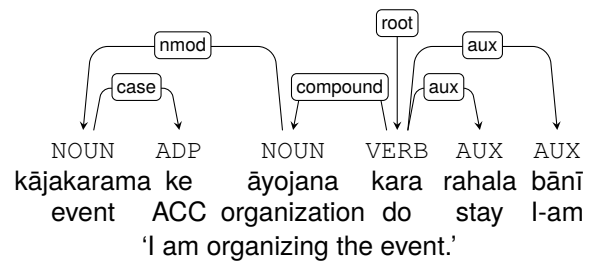 root
nmod aux
case compound aux
NOUN ADP NOUN VERB AUX AUX
kājakarama ke āyojana kara rahala bānī
event ACC organization do stay I-am
‘I am organizing the event.’